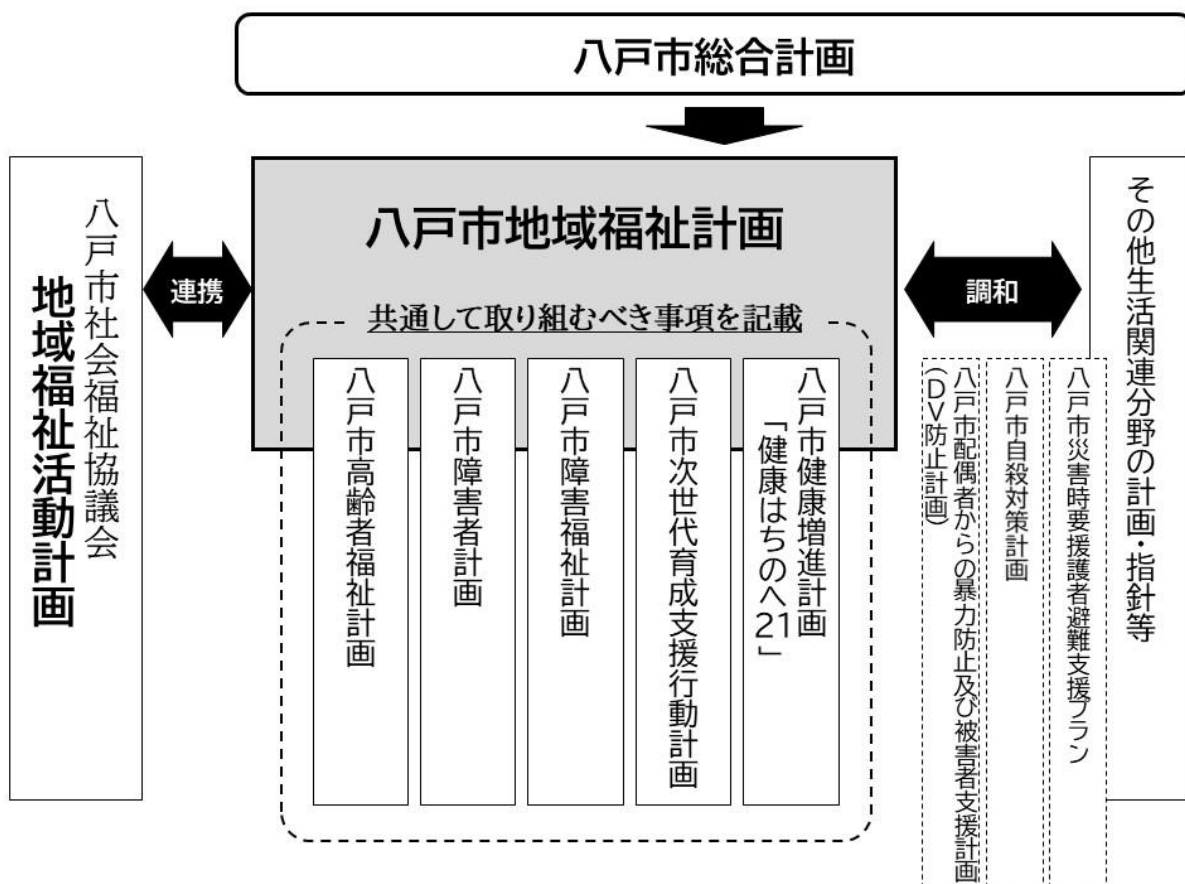 八戸市総合計画
八戸市地域福祉計画
共通して取り組むべき事項を記載
八戸市社会福祉協議会
地域福祉活動計画
連携
調和
八戸市高齢者福祉計画
八戸市障害者計画
八戸市障害福祉計画
八戸市次世代育成支援行動計画
八戸市健康増進計画
「健康はちのへ21」
その他生活関連分野の計画・指針等
八戸市災害時要援護者避難支援プラン
八戸市自殺対策計画
八戸市配偶者からの暴力防止及び被害者支援計画
(DV防止計画)